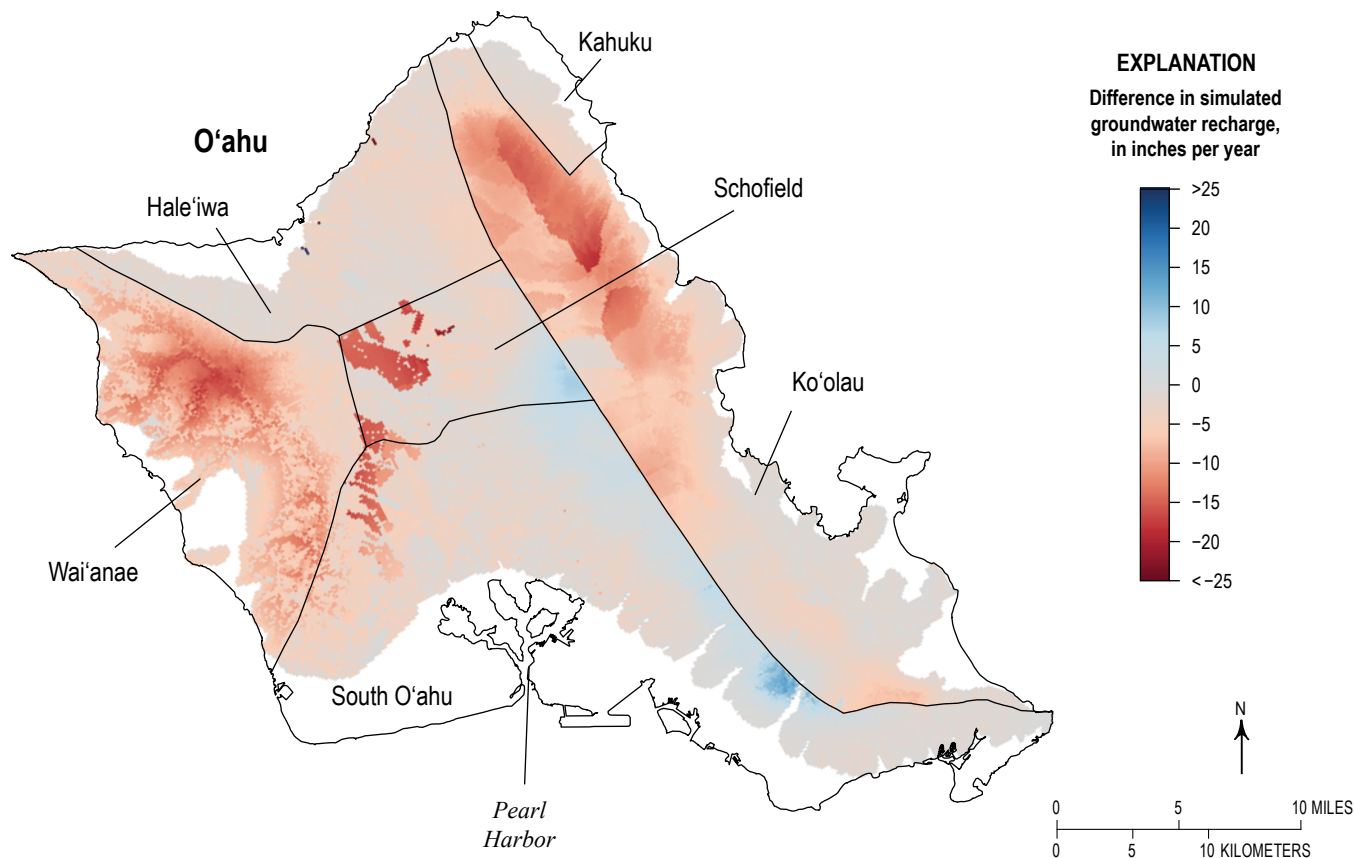 Kahuku
O‘ahu
Schofield
Hale‘iwa
Ko‘olau
Wai‘anae
South O‘ahu
Pearl
Harbor
EXPLANATION
Difference in simulated
groundwater recharge,
in inches per year
>25
20
15
10
5
0
−5
−10
−15
−20
<−25
N
0 5 10 MILES
0 5 10 KILOMETERS